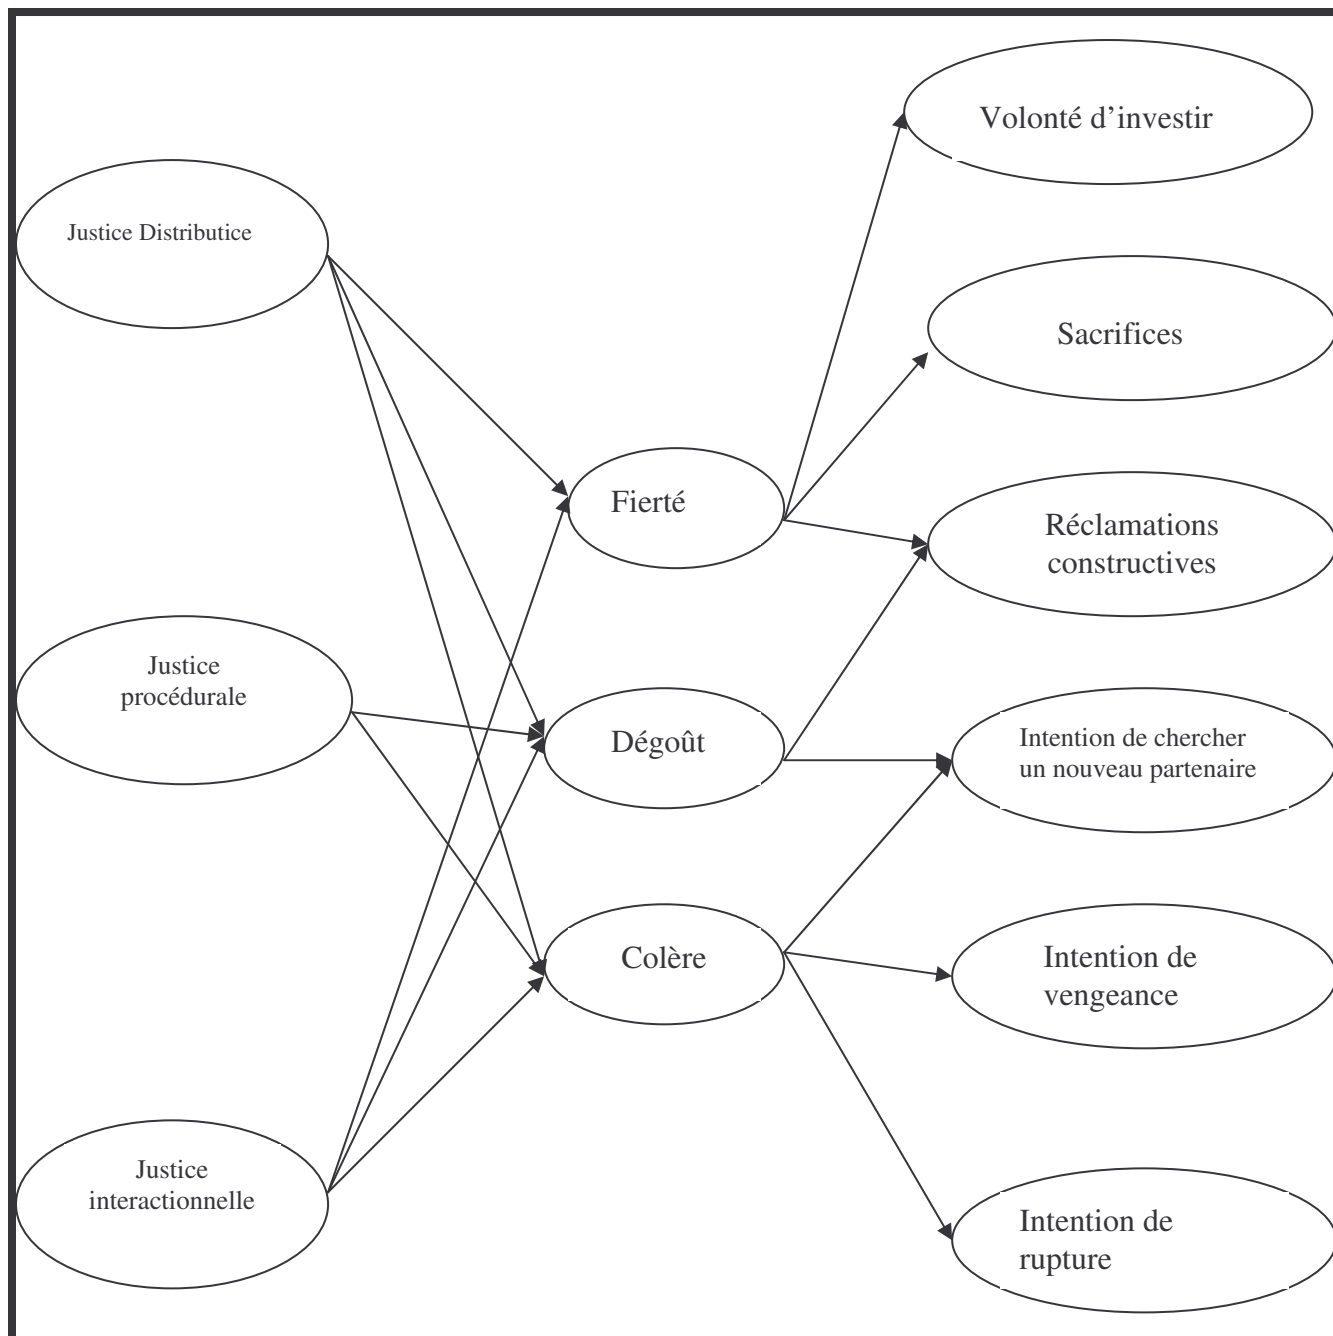 Justice Distributice
Justice
procédurale
Justice
interactionnelle
Fierté
Dégoût
Colère
Volonté d’investir
Sacrifices
Réclamations
constructives
Intention de chercher
un nouveau partenaire
Intention de
vengeance
Intention de
rupture